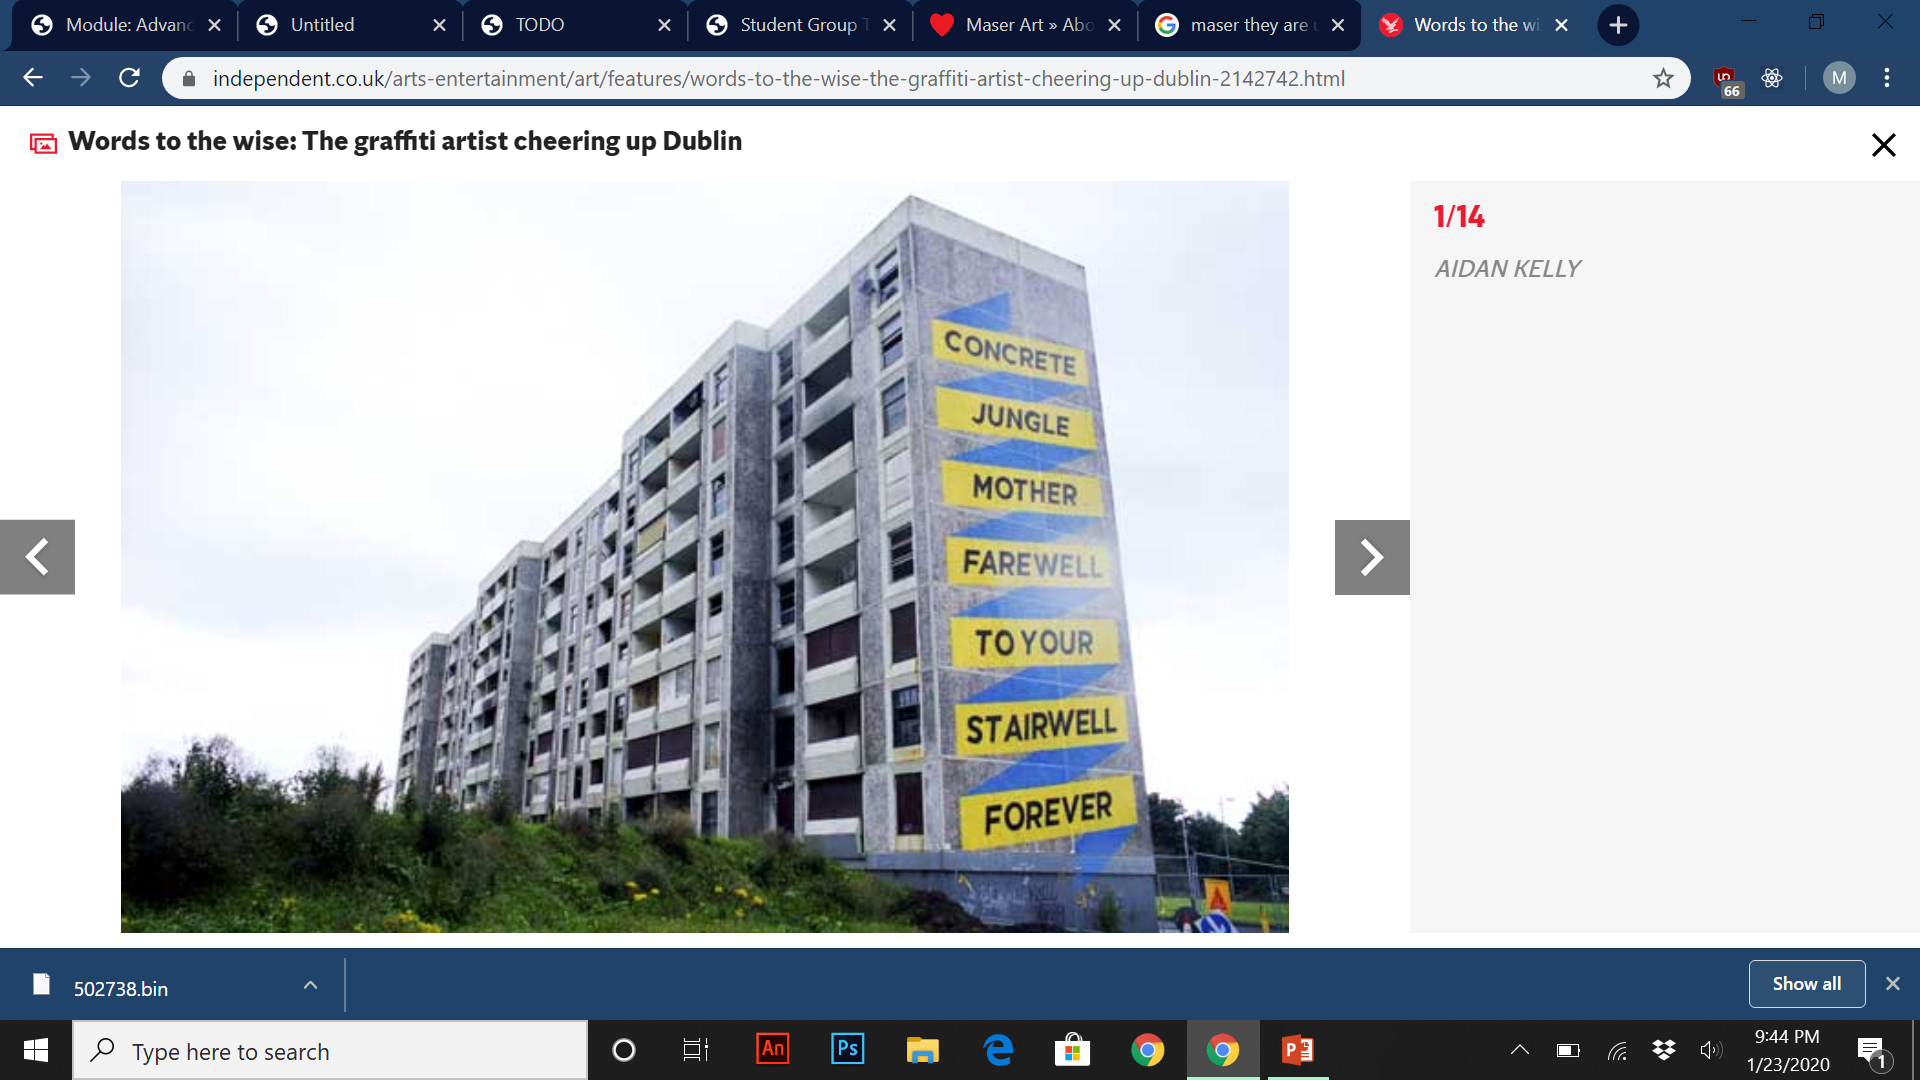 Module: Advanc
Untitled
TODO
Student Group T
Maser Art » Abo
maser they are
Words to the wi
independent.co.uk/arts-entertainment/art/features/words-to-the-wise-the-graffiti-artist-cheering-up-dublin-2142742.html
66
M
Words to the wise: The graffiti artist cheering up Dublin
1/14
AIDAN KELLY
CONCRETE
JUNGLE
MOTHER
FAREWELL
TO YOUR
STAIRWELL
FOREVER
502738.bin
Show all
Type here to search
An
Ps
9:44 PM
1/23/2020
1